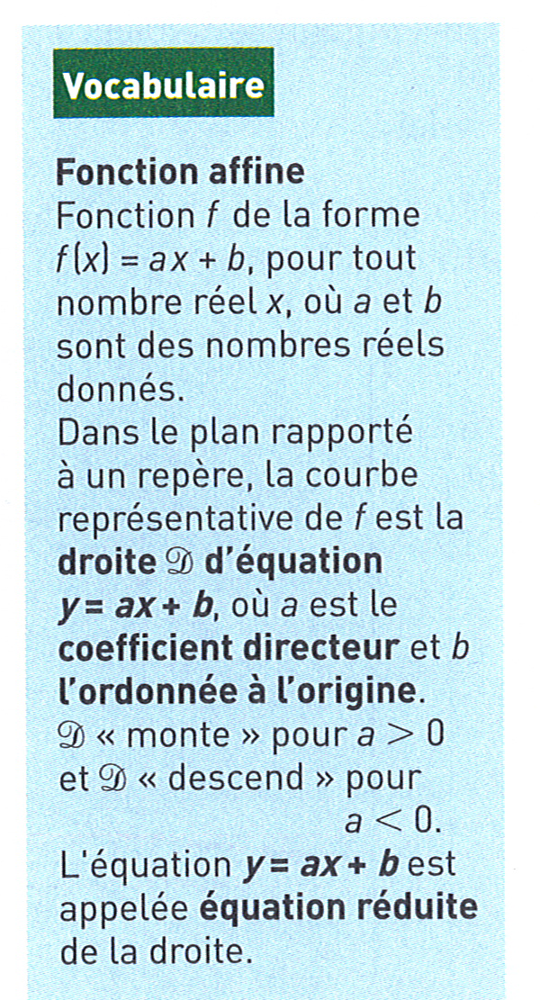 Vocabulaire
Fonction affine
Fonction f de la forme
f(x) = ax + b, pour tout
nombre réel x, où a et b
sont des nombres réels
donnés.
Dans le plan rapporté
à un repère, la courbe
représentative de f est la
droite 𝒟 d'équation
y = ax + b, où a est le
coefficient directeur et b
l'ordonnée à l'origine.
𝒟 « monte » pour a > 0
et 𝒟 « descend » pour
a < 0.
L'équation y = ax + b est
appelée équation réduite
de la droite.